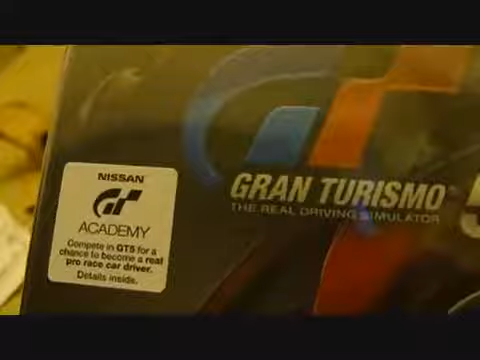 NISSAN
GT
ACADEMY
Compete in GT5 for a
chance to become a real
pro race car driver.
Details inside.
GRAN TURISMO
THE REAL DRIVING SIMULATOR
5